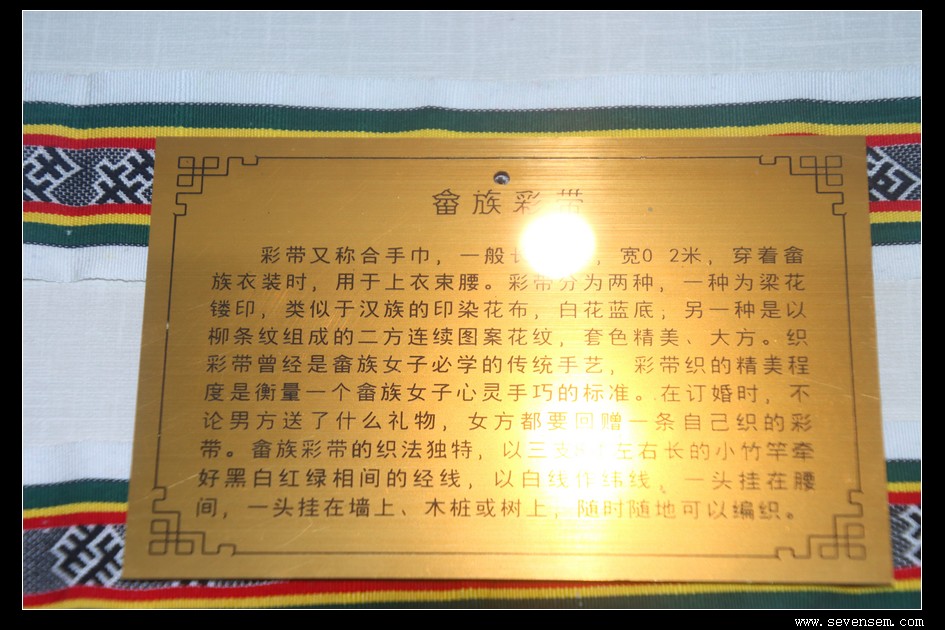 畲族彩带
彩带又称合手巾，一般长 宽0 2米，穿着畲
族衣装时，用于上衣束腰。彩带分为两种，一种为梁花
镂印，类似于汉族的印染花布，白花蓝底；另一种是以
柳条纹组成的二方连续图案花纹，套色精美、大方。织
彩带曾经是畲族女子必学的传统手艺，彩带织的精美程
度是衡量一个畲族女子心灵手巧的标准。在订婚时，不
论男方送了什么礼物，女方都要回赠一条自己织的彩
带。畲族彩带的织法独特，以三支 左右长的小竹竿牵
好黑白红绿相间的经线，以白线作纬线，一头挂在腰
间，一头挂在墙上、木桩或树上，随时随地可以编织。
www.sevensem.com